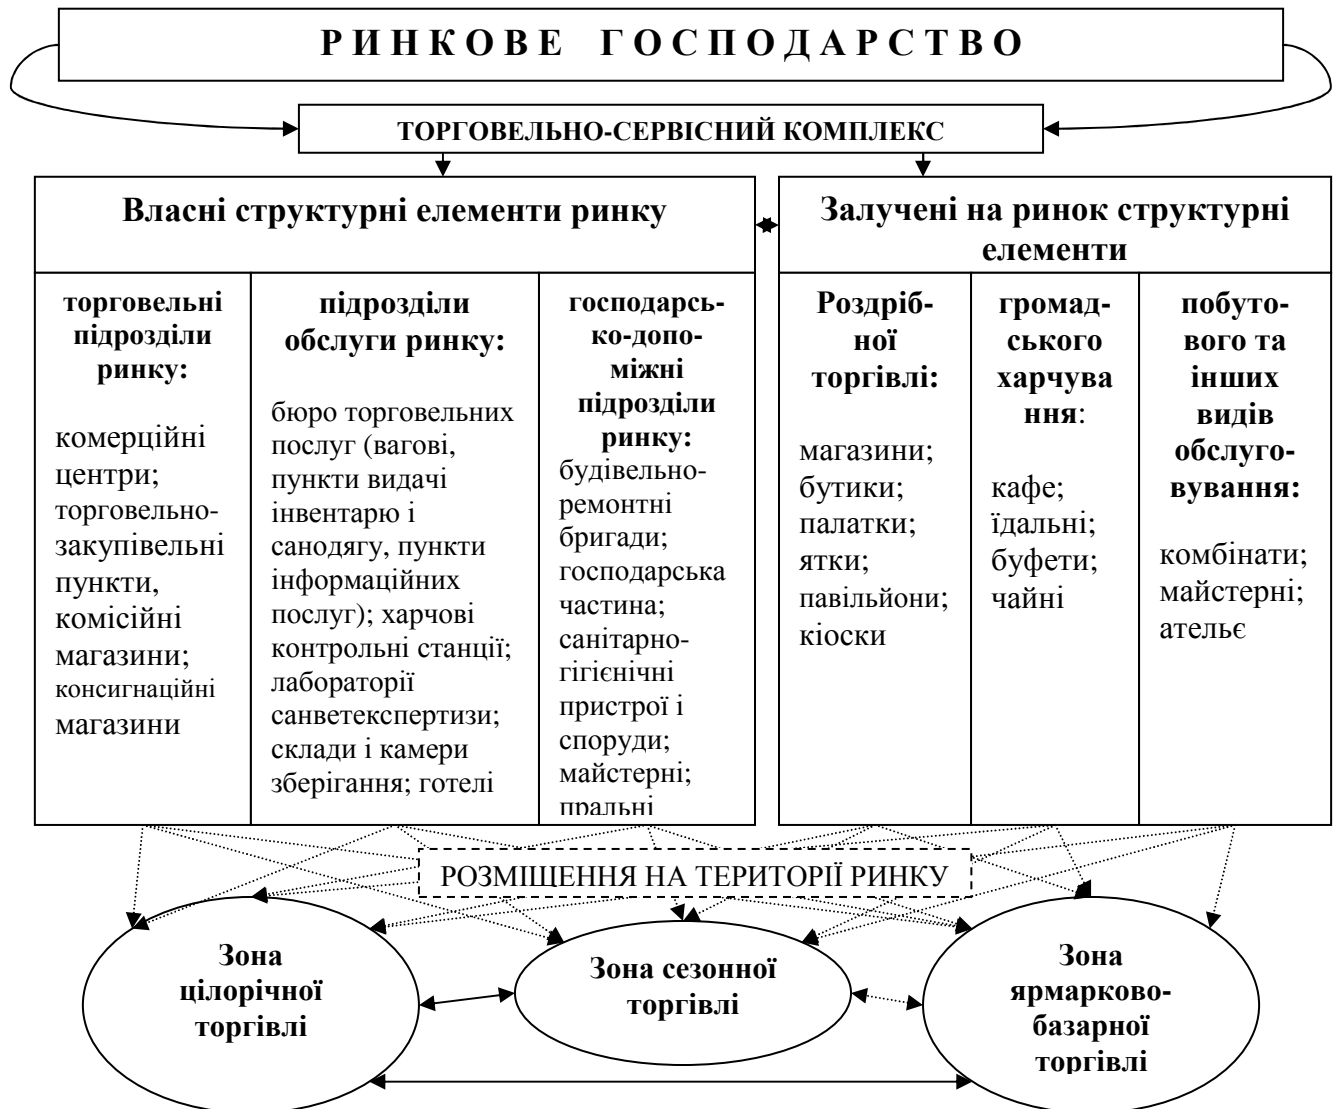 РИНКОВЕ ГОСПОДАРСТВО
ТОРГОВЕЛЬНО-СЕРВІСНИЙ КОМПЛЕКС
Власні структурні елементи ринку
Залучені на ринок структурні
елементи
торговельні
підрозділи
ринку:
комерційні
центри;
торговельно-
закупівельні
пункти,
комісійні
магазини;
консигнаційні
магазини
підрозділи
обслуги ринку:
бюро торговельних
послуг (вагові,
пункти видачі
інвентарю і
санодягу, пункти
інформаційних
послуг); харчові
контрольні станції;
лабораторії
санветекспертизи;
склади і камери
зберігання; готелі
господарсь-
ко-допо-
міжні
підрозділи
ринку:
будівельно-
ремонтні
бригади;
господарська
частина;
санітарно-
гігієнічні
пристрої і
споруди;
майстерні;
пральні
Роздріб-
ної
торгівлі:
магазини;
бутики;
палатки;
ятки;
павільйони;
кіоски
громад-
ського
харчува
ння:
кафе;
їдальні;
буфети;
чайні
побуто-
вого та
інших
видів
обслуго-
вування:
комбінати;
майстерні;
ательє
РОЗМІЩЕННЯ НА ТЕРИТОРІЇ РИНКУ
Зона
цілорічної
торгівлі
Зона сезонної
торгівлі
Зона
ярмарково-
базарної
торгівлі